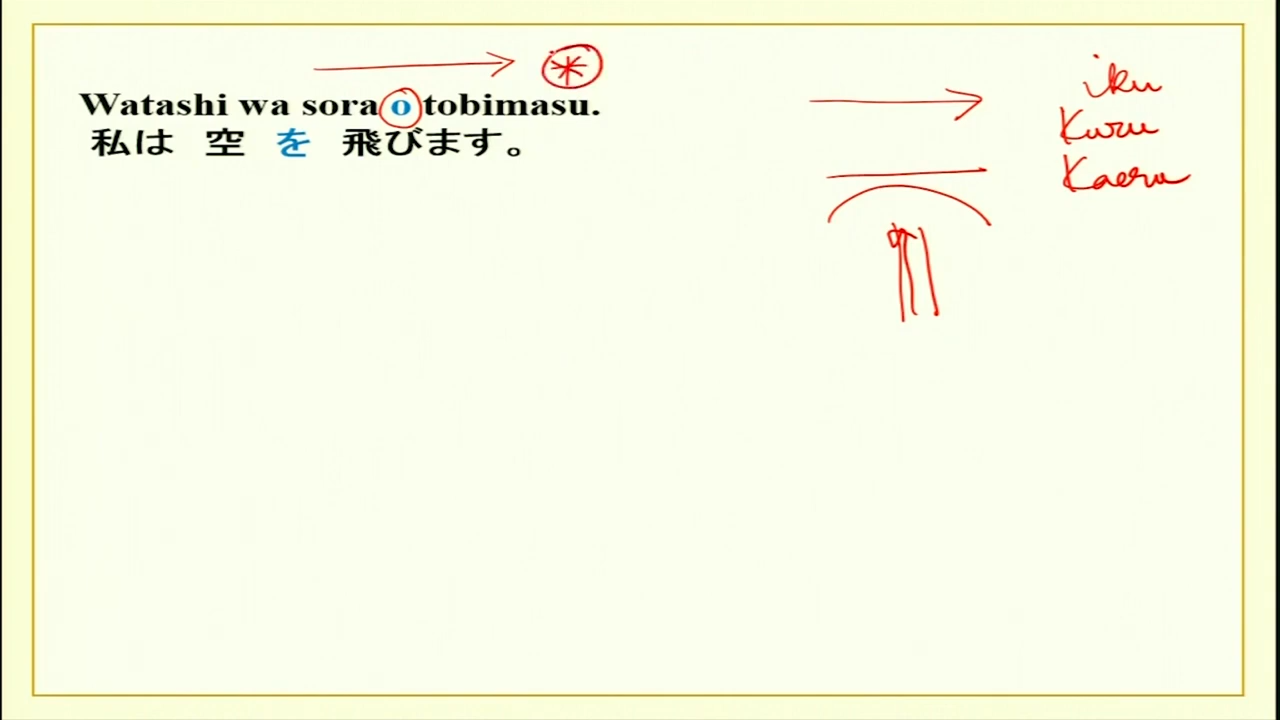 Watashi wa sora o tobimasu.
私は 空 を 飛びます。
iku
Kuru
Kaeru